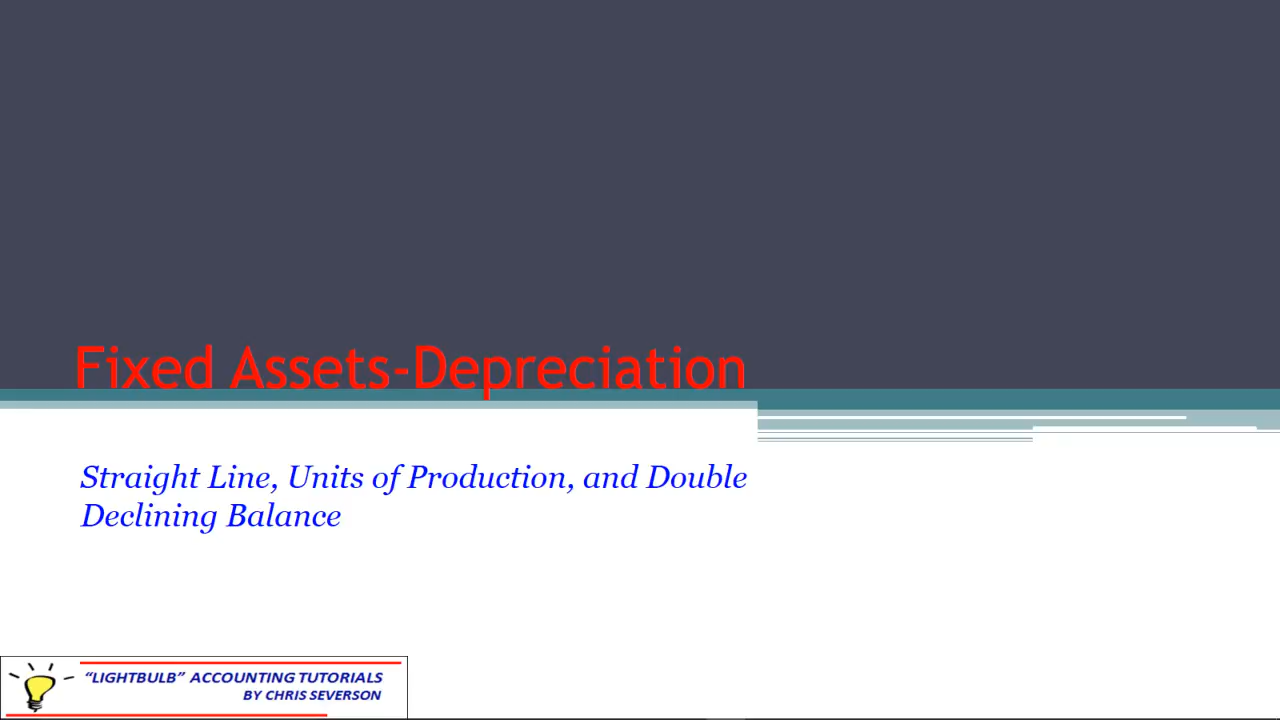 Fixed Assets-Depreciation
Straight Line, Units of Production, and Double
Declining Balance
“LIGHTBULB” ACCOUNTING TUTORIALS
BY CHRIS SEVERSON